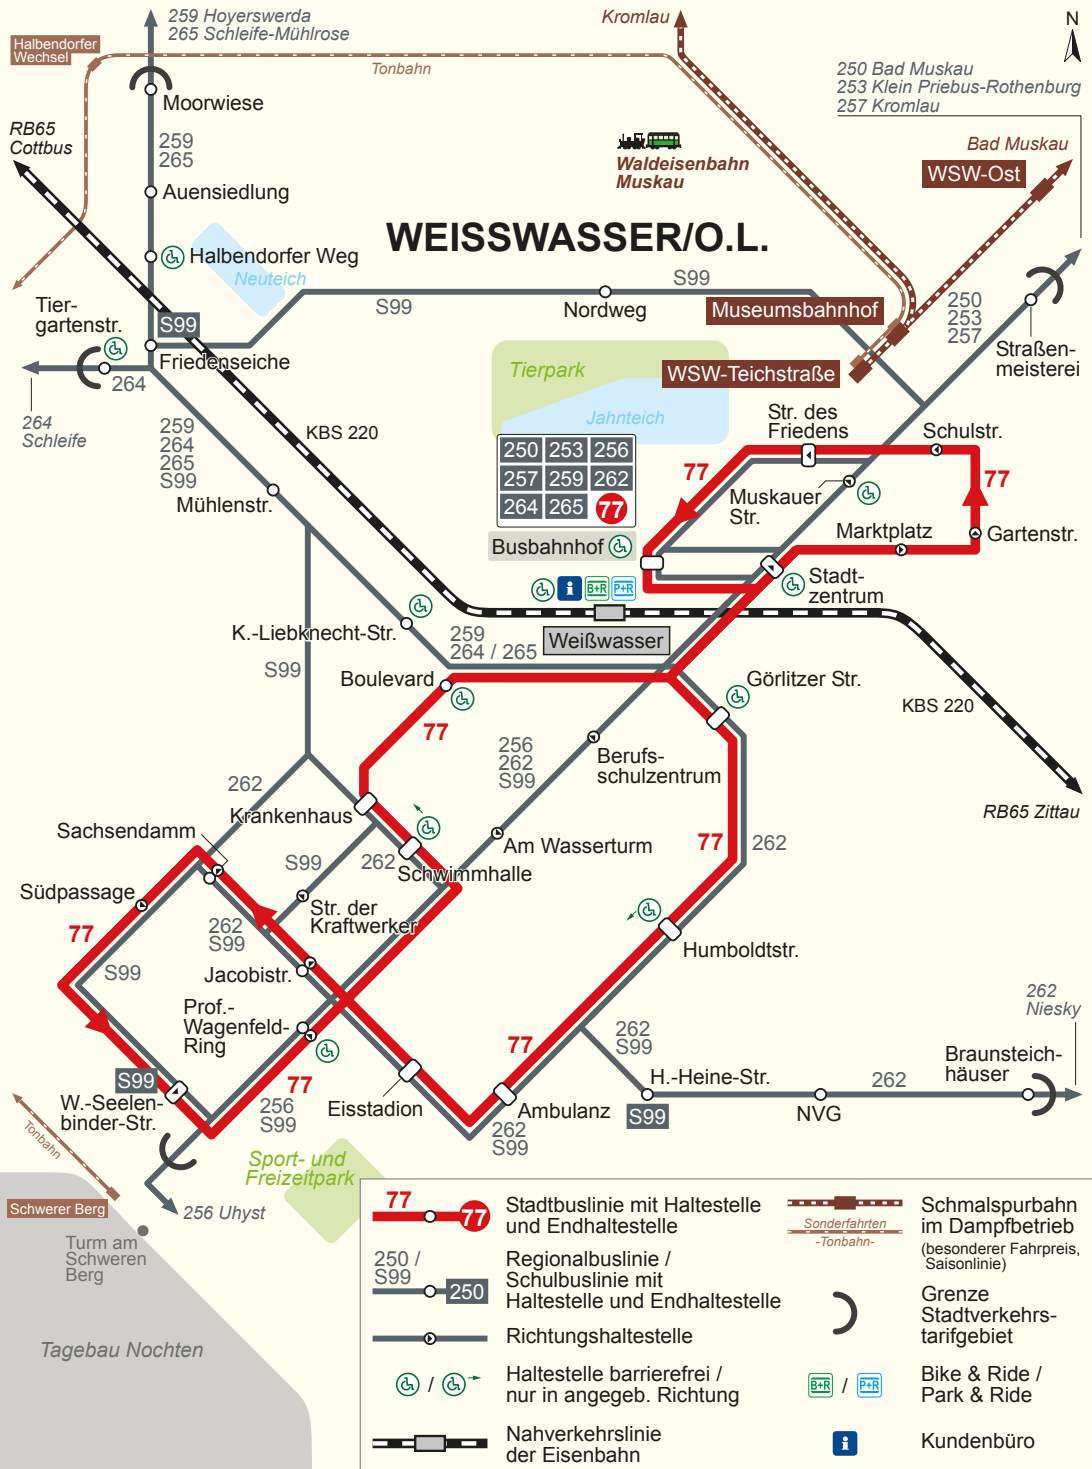 259 Hoyerswerda
265 Schleife-Mühlrose
Kromlau
N
Halbendorfer
Wechsel
Tonbahn
250 Bad Muskau
253 Klein Priebus-Rothenburg
257 Kromlau
Moorwiese
RB65
Cottbus
259
265
Waldeisenbahn
Muskau
Bad Muskau
WSW-Ost
Auensiedlung
WEISSWASSER/O.L.
Halbendorfer Weg
Neuteich
S99
S99
Nordweg
Museumsbahnhof
250
253
257
Tier-
gartenstr.
S99
Friedenseiche
Straßen-
meisterei
264
264
Schleife
Tierpark
WSW-Teichstraße
Jahnteich
KBS 220
259
264
265
S99
Str. des
Friedens
Schulstr.
250 253 256
257 259 262
264 265 77
77
77
Mühlenstr.
Muskauer
Str.
Marktplatz
Gartenstr.
Busbahnhof
i
B+R
P+R
Stadt-
zentrum
K.-Liebknecht-Str.
259
264 / 265
Weißwasser
S99
Boulevard
Görlitzer Str.
KBS 220
77
256
262
S99
Berufs-
schulzentrum
262
Krankenhaus
RB65 Zittau
Sachsendamm
Am Wasserturm
77
262
S99
262
Schwimmhalle
Südpassage
Str. der
Kraftwerker
77
262
S99
Humboldtstr.
S99
Jacobistr.
262
Niesky
Prof.-
Wagenfeld-
Ring
77
262
S99
Braunsteich-
häuser
S99
77
H.-Heine-Str.
262
W.-Seelen-
binder-Str.
256
S99
Eisstadion
Ambulanz
S99
NVG
262
S99
Tonbahn
Sport- und
Freizeitpark
Schwerer Berg
256 Uhyst
Turm am
Schweren
Berg
Tagebau Nochten
77
77
Stadtbuslinie mit Haltestelle
und Endhaltestelle
250 /
S99
250
Regionalbuslinie /
Schulbuslinie mit
Haltestelle und Endhaltestelle
Richtungshaltestelle
/
Haltestelle barrierefrei /
nur in angegeb. Richtung
Nahverkehrslinie
der Eisenbahn
Sonderfahrten
-Tonbahn-
Schmalspurbahn
im Dampfbetrieb
(besonderer Fahrpreis,
Saisonlinie)
Grenze
Stadtverkehrs-
tarifgebiet
B+R / P+R
Bike & Ride /
Park & Ride
i
Kundenbüro